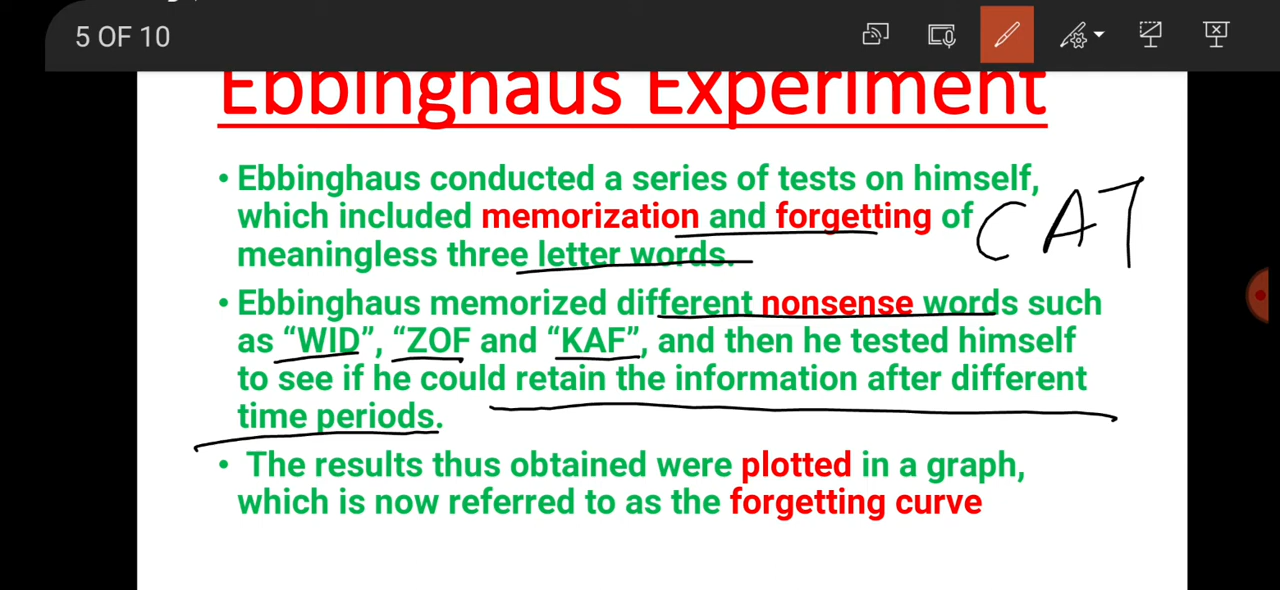 5 OF 10
Ebbinghaus Experiment
• Ebbinghaus conducted a series of tests on himself,
which included memorization and forgetting of
meaningless three letter words.
CAT
• Ebbinghaus memorized different nonsense words such
as “WID”, “ZOF and “KAF”, and then he tested himself
to see if he could retain the information after different
time periods.
• The results thus obtained were plotted in a graph,
which is now referred to as the forgetting curve